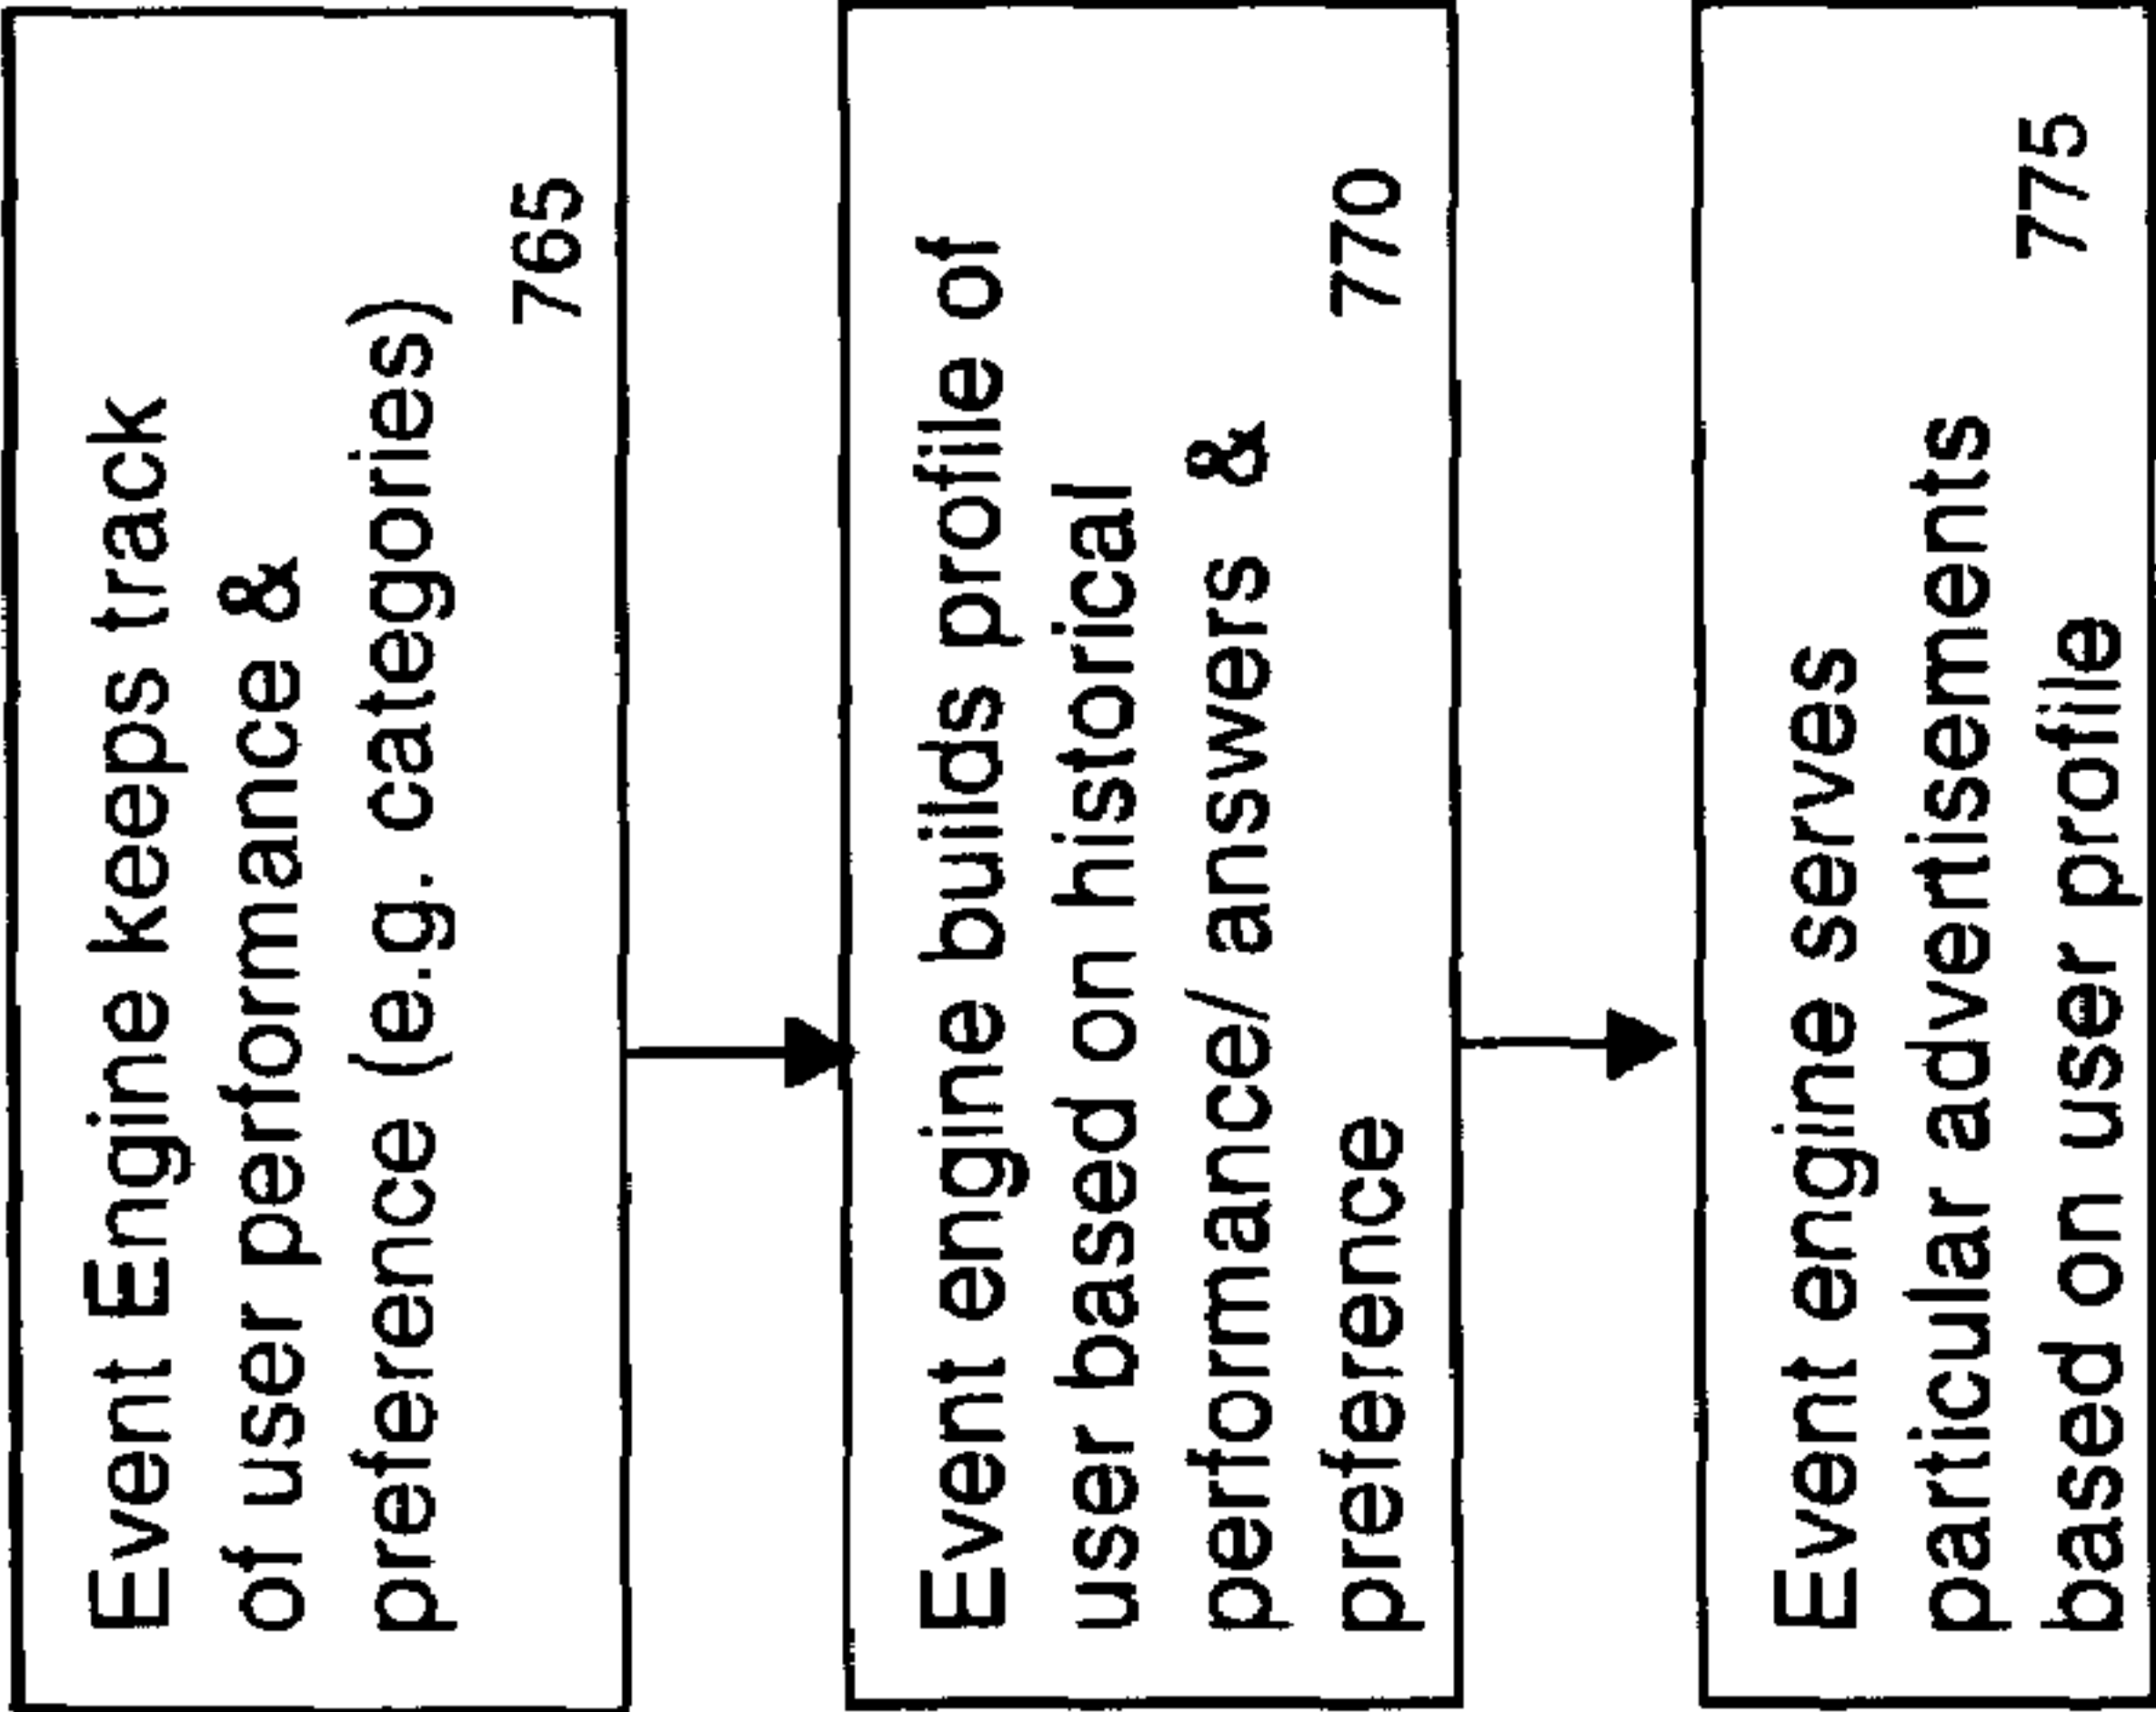 Event Engine keeps track
of user performance &
preference (e.g. categories)
765
Event engine builds profile of
user based on historical
performance/ answers &
preference
770
Event engine serves
particular advertisements
based on user profile
775